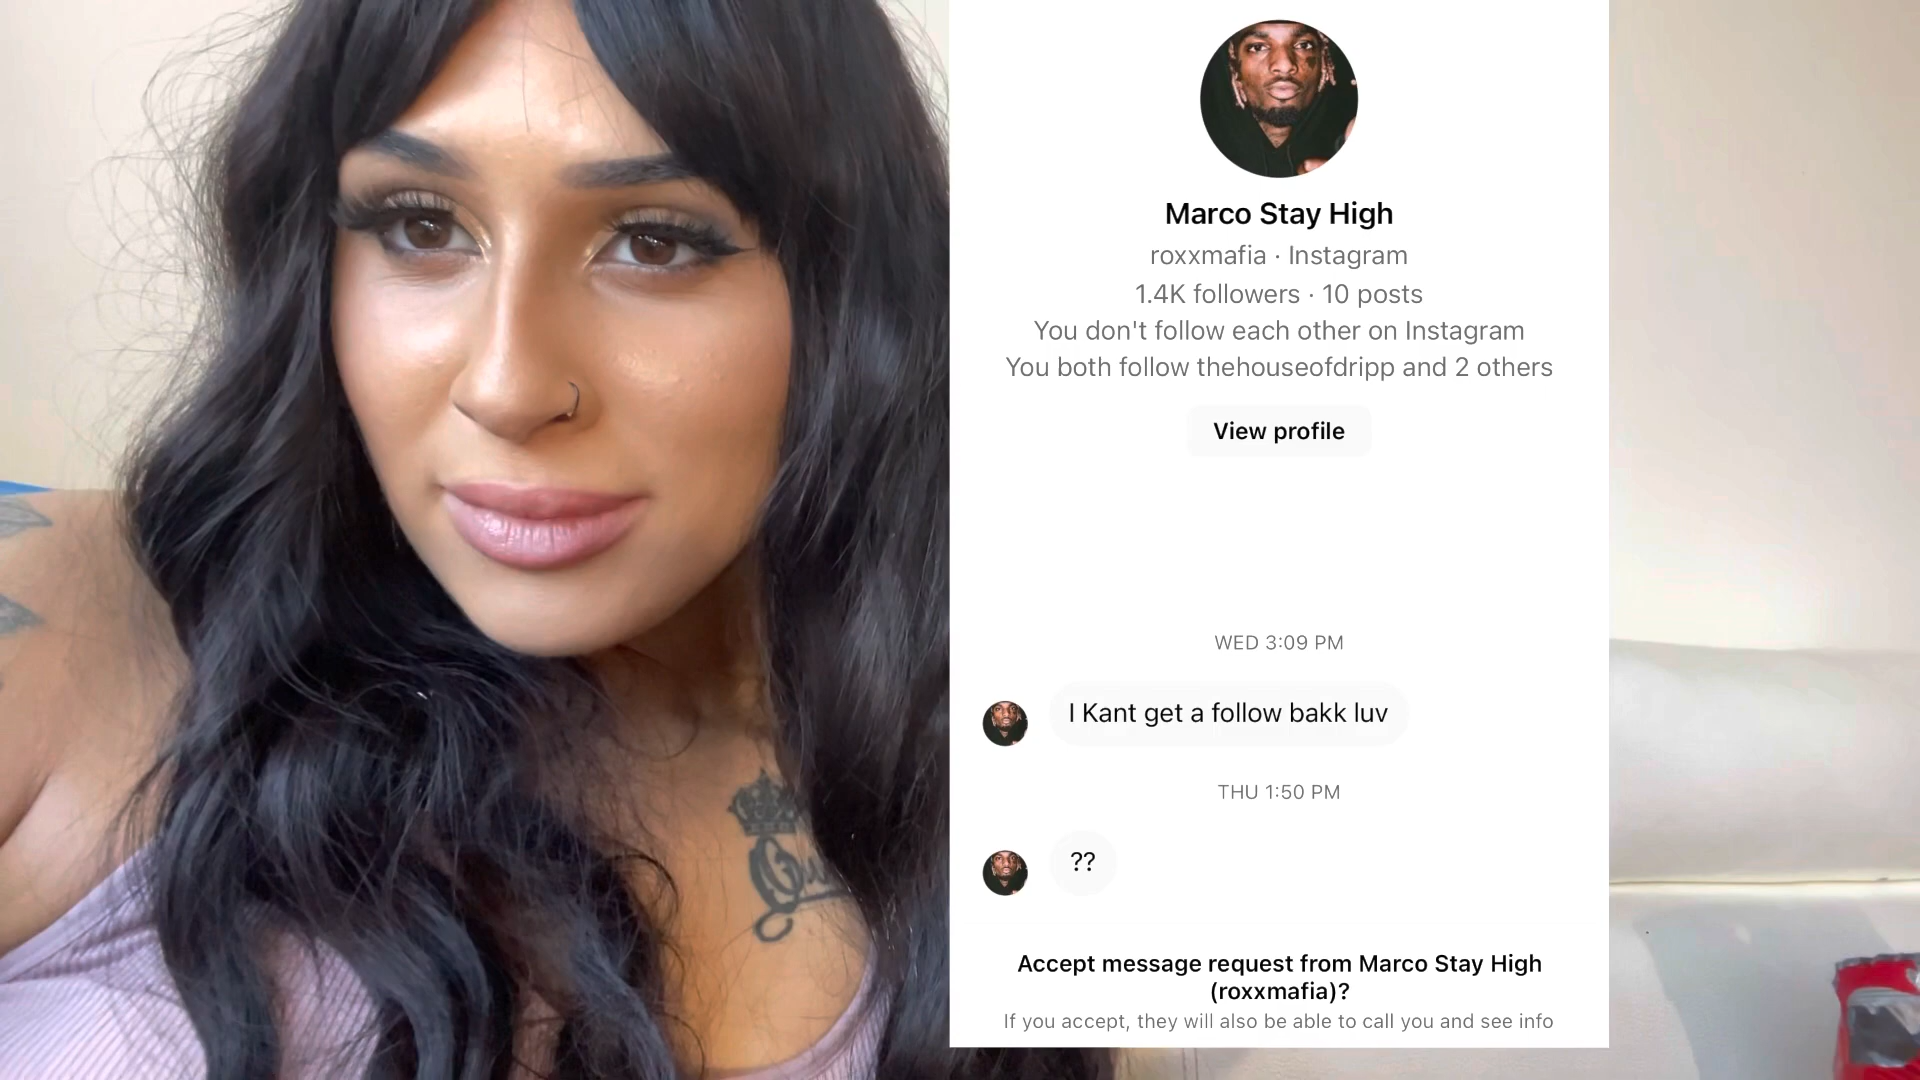 Marco Stay High
roxxmafia · Instagram
1.4K followers · 10 posts
You don't follow each other on Instagram
You both follow thehouseofdripp and 2 others
View profile
WED 3:09 PM
I Kant get a follow bakk luv
THU 1:50 PM
??
Accept message request from Marco Stay High
(roxxmafia)?
If you accept, they will also be able to call you and see info